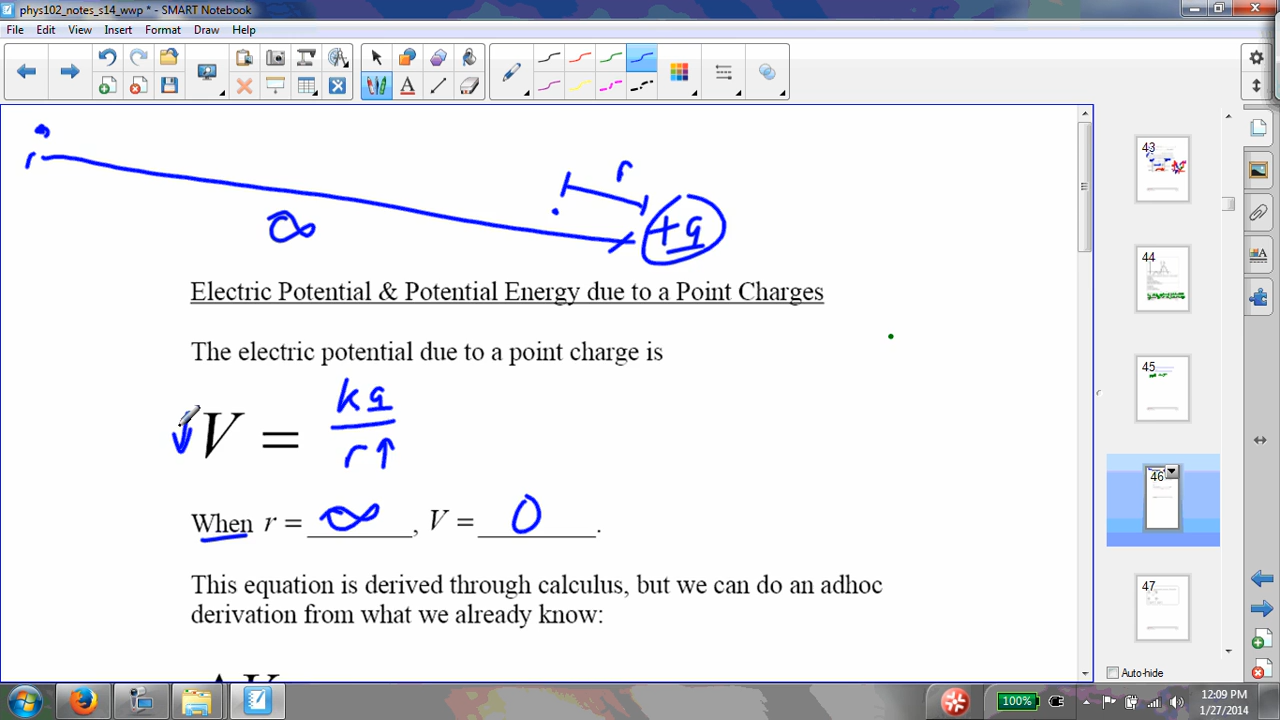 phys102_notes_s14_wwp * - SMART Notebook
File Edit View Insert Format Draw Help
r
∞
+q
Electric Potential & Potential Energy due to a Point Charges
The electric potential due to a point charge is
↓V = kq
r↑
When r = ∞, V = 0.
This equation is derived through calculus, but we can do an adhoc
derivation from what we already know:
43
44
45
46
47
Auto-hide
100%
12:09 PM
1/27/2014